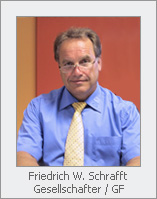 Friedrich W. Schrafft
Gesellschafter / GF